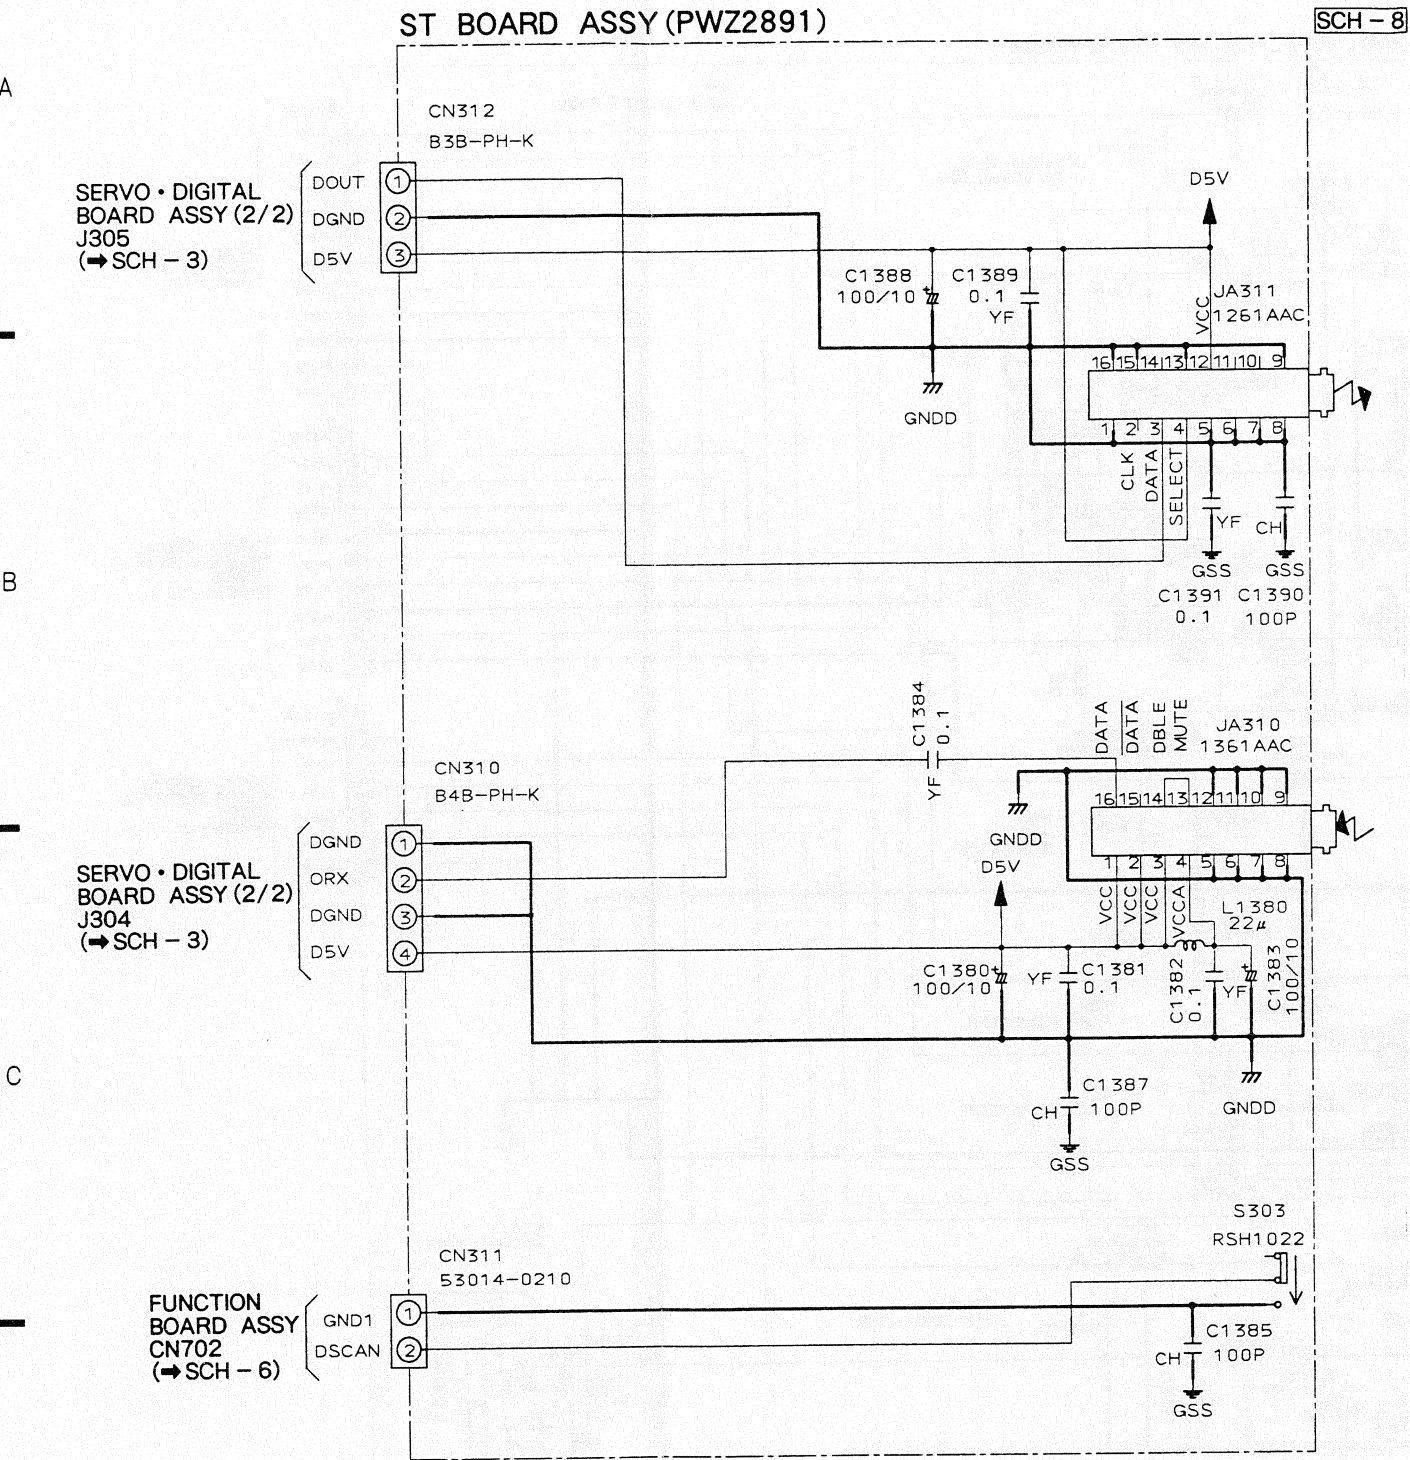 ST BOARD ASSY (PWZ2891)
SCH – 8
A
CN312
B3B-PH-K
SERVO • DIGITAL
BOARD ASSY (2/2)
J305
(➡SCH – 3)
DOUT
DGND
D5V
1
2
3
D5V
C1388
100/10
+
C1389
0.1
YF
VCC
JA311
1261AAC
16 15 14 13 12 11 10 9
1 2 3 4 5 6 7 8
GNDD
CLK
DATA
SELECT
YF
CH
GSS
GSS
C1391
0.1
C1390
100P
B
C1384
0.1
YF
DATA
DATA
DBLE
MUTE
JA310
1361AAC
CN310
B4B-PH-K
16 15 14 13 12 11 10 9
1 2 3 4 5 6 7 8
GNDD
D5V
SERVO • DIGITAL
BOARD ASSY (2/2)
J304
(➡SCH – 3)
DGND
ORX
DGND
D5V
1
2
3
4
VCC
VCC
VCC
VCCA
L1380
22μ
C1380
100/10
+
YF
C1381
0.1
C1382
0.1
YF
+
C1383
100/10
C
C1387
100P
CH
GSS
GNDD
S303
RSH1022
CN311
53014-0210
FUNCTION
BOARD ASSY
CN702
(➡SCH – 6)
GND1
DSCAN
1
2
C1385
100P
CH
GSS